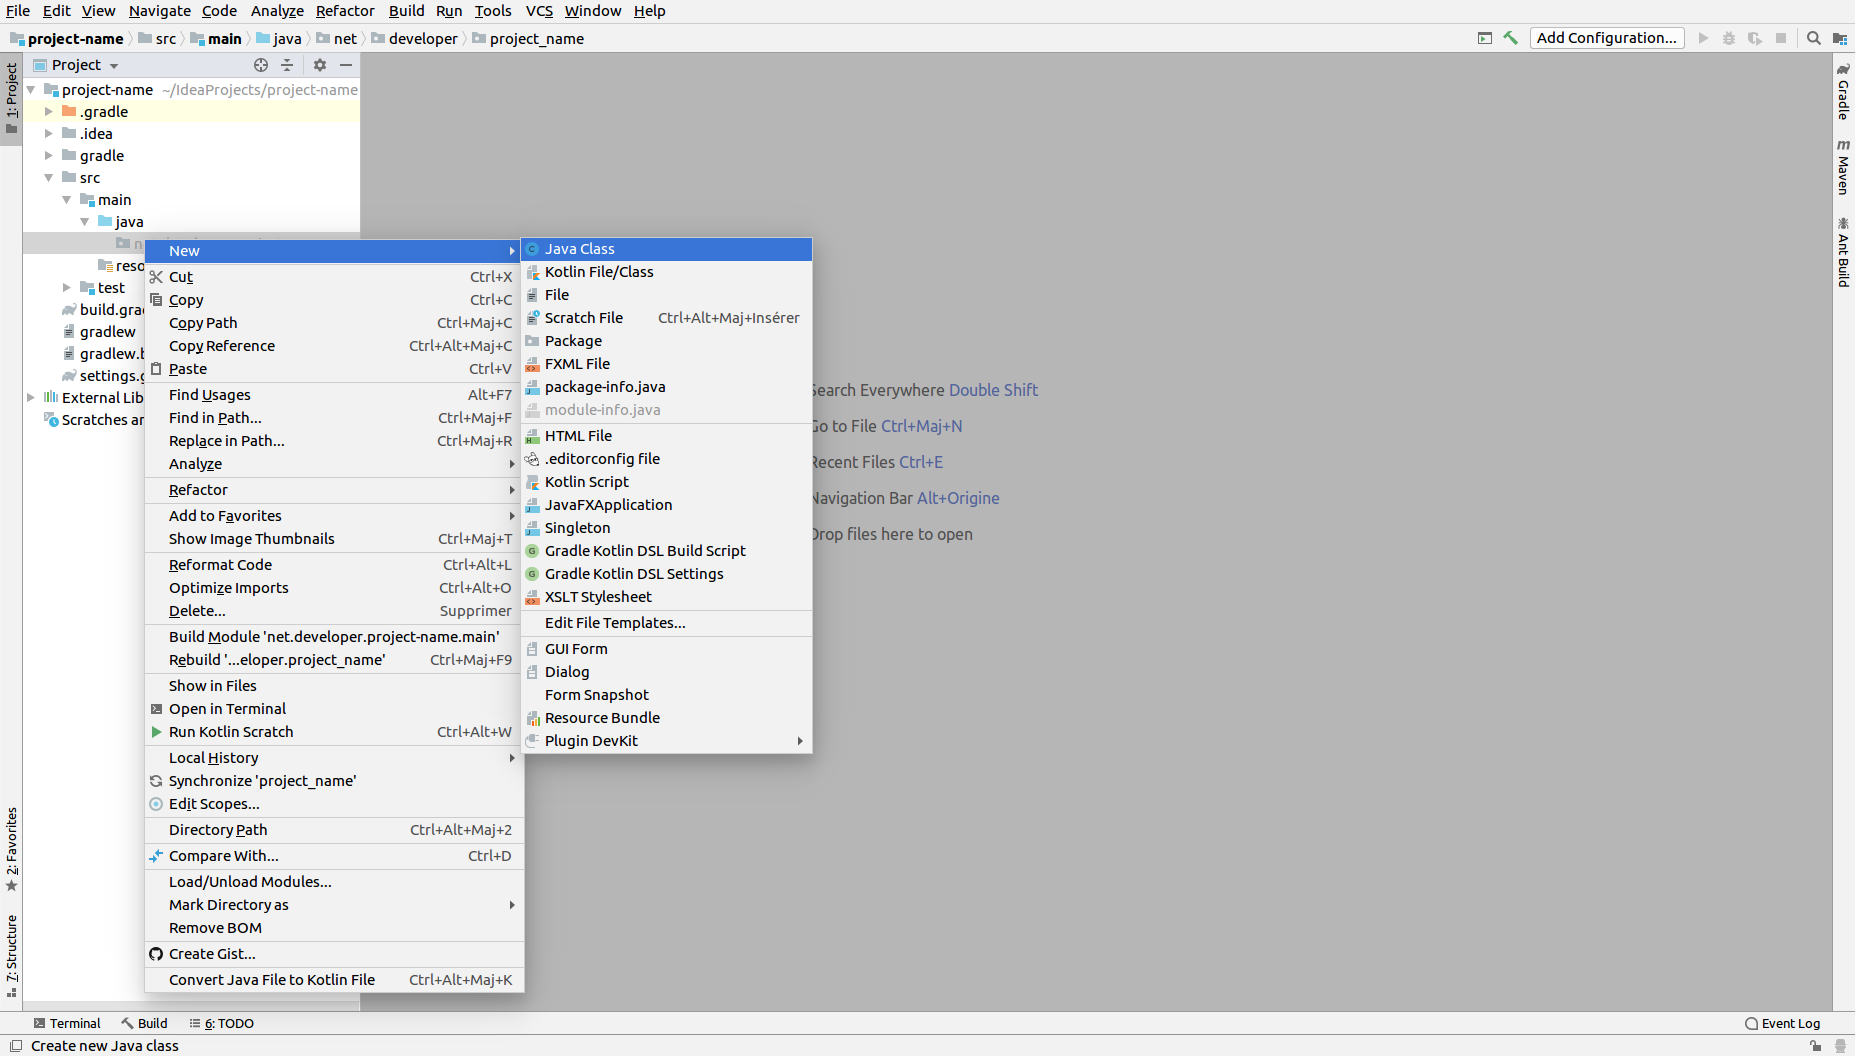 File Edit View Navigate Code Analyze Refactor Build Run Tools VCS Window Help
project-name src main java net developer project_name Add Configuration...
1: Project
Project
project-name ~/IdeaProjects/project-name
.gradle
.idea
gradle
src
main
java
reso
test
build.gra
gradlew
gradlew.b
settings.g
External Lib
Scratches an
New
Cut Ctrl+X
Copy Ctrl+C
Copy Path Ctrl+Maj+C
Copy Reference Ctrl+Alt+Maj+C
Paste Ctrl+V
Find Usages Alt+F7
Find in Path... Ctrl+Maj+F
Replace in Path... Ctrl+Maj+R
Analyze
Refactor
Add to Favorites
Show Image Thumbnails Ctrl+Maj+T
Reformat Code Ctrl+Alt+L
Optimize Imports Ctrl+Alt+O
Delete... Supprimer
Build Module 'net.developer.project-name.main'
Rebuild '...eloper.project_name' Ctrl+Maj+F9
Show in Files
Open in Terminal
Run Kotlin Scratch Ctrl+Alt+W
Local History
Synchronize 'project_name'
Edit Scopes...
Directory Path Ctrl+Alt+Maj+2
Compare With... Ctrl+D
Load/Unload Modules...
Mark Directory as
Remove BOM
Create Gist...
Convert Java File to Kotlin File Ctrl+Alt+Maj+K
Java Class
Kotlin File/Class
File
Scratch File Ctrl+Alt+Maj+Insérer
Package
FXML File
package-info.java
module-info.java
HTML File
.editorconfig file
Kotlin Script
JavaFXApplication
Singleton
Gradle Kotlin DSL Build Script
Gradle Kotlin DSL Settings
XSLT Stylesheet
Edit File Templates...
GUI Form
Dialog
Form Snapshot
Resource Bundle
Plugin DevKit
Search Everywhere Double Shift
Go to File Ctrl+Maj+N
Recent Files Ctrl+E
Navigation Bar Alt+Origine
Drop files here to open
Gradle
Maven
Ant Build
2: Favorites
7: Structure
Terminal Build 6: TODO Event Log
Create new Java class